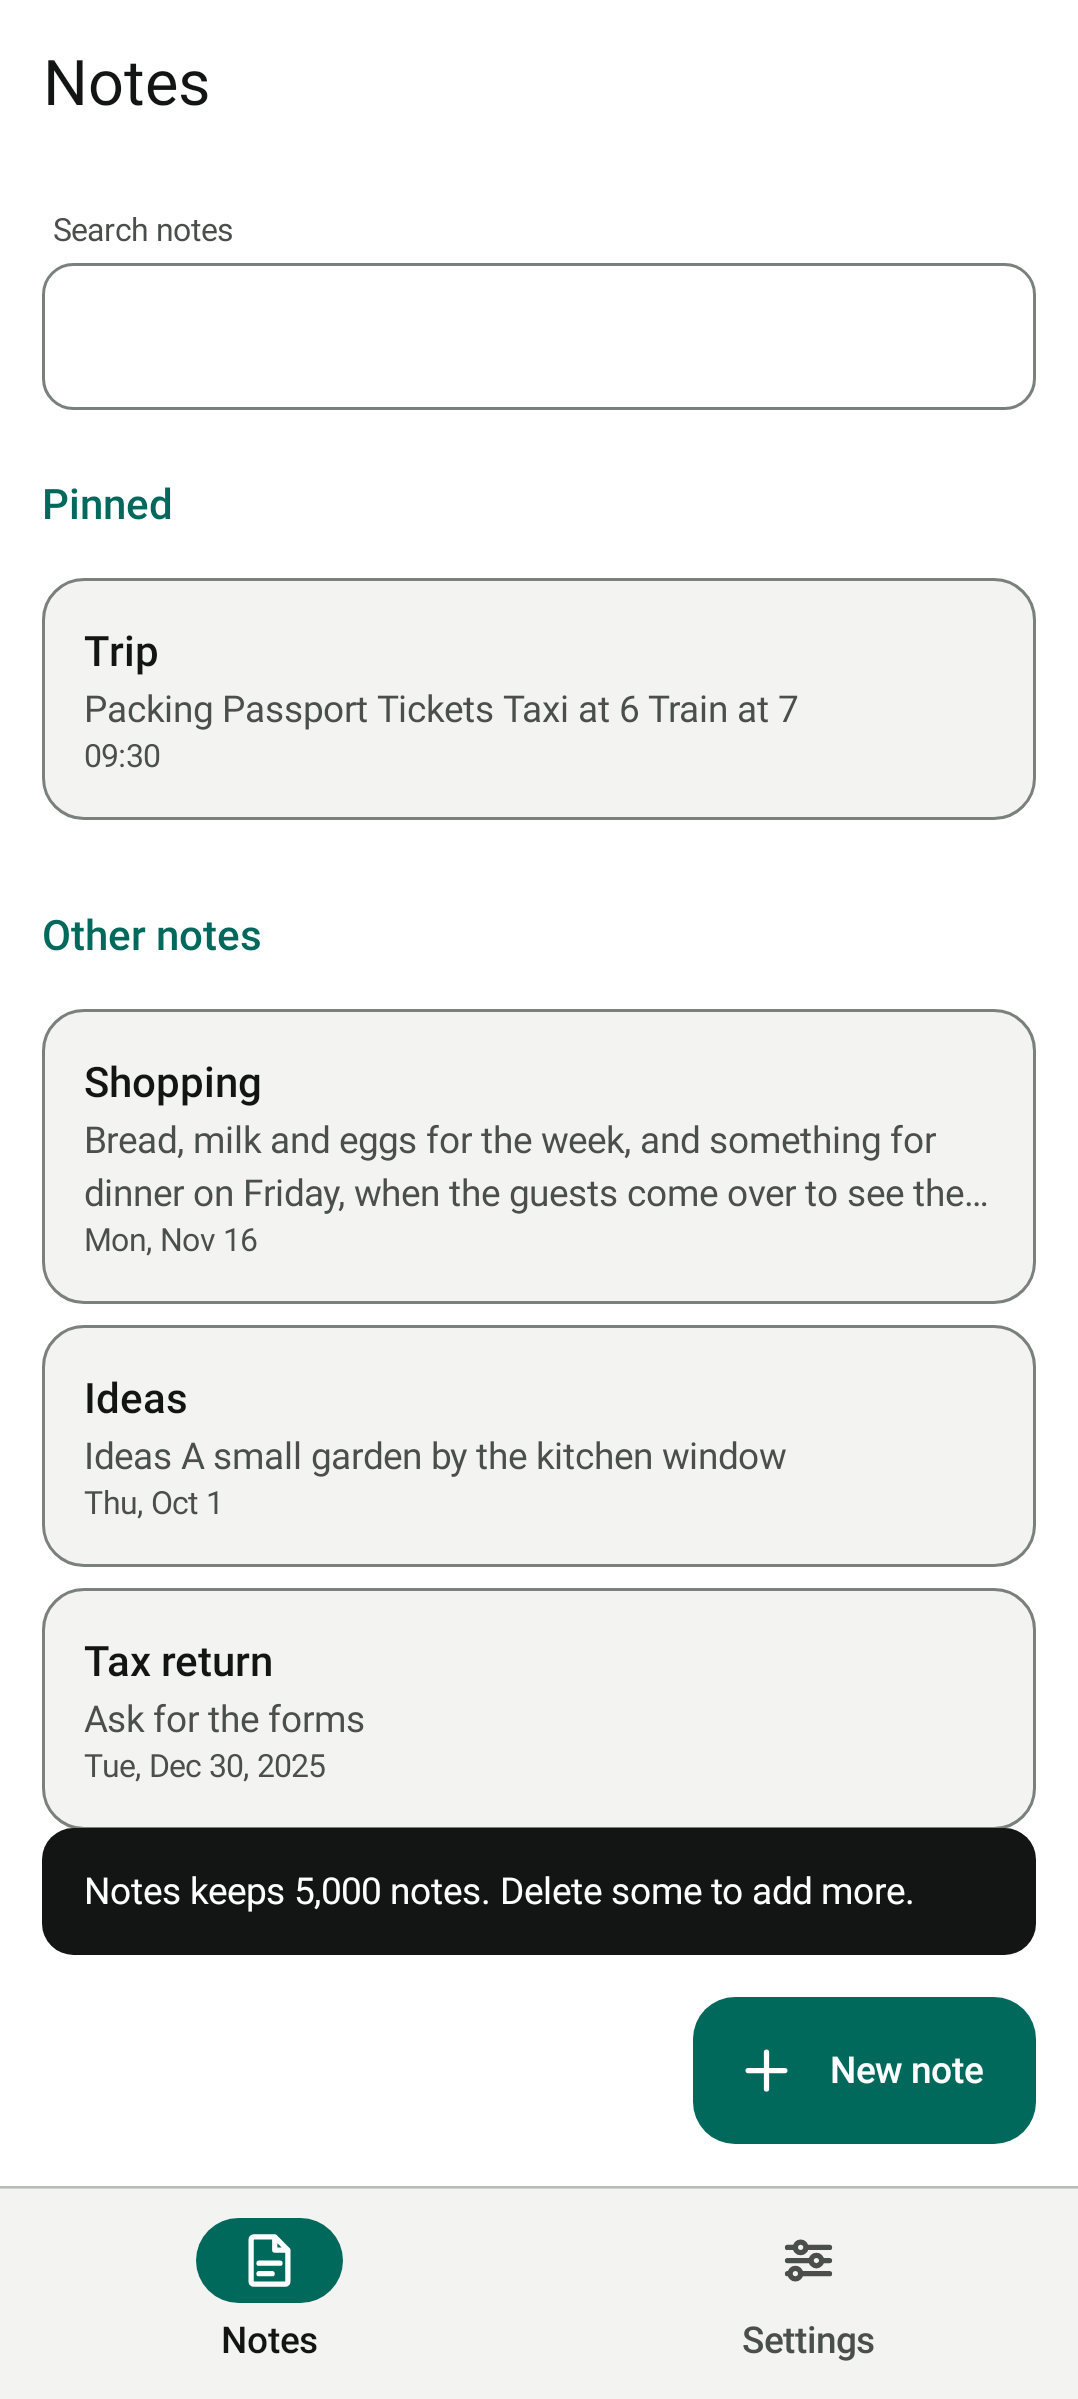 Notes
Search notes
Pinned
Trip
Packing Passport Tickets Taxi at 6 Train at 7
09:30
Other notes
Shopping
Bread, milk and eggs for the week, and something for
dinner on Friday, when the guests come over to see the…
Mon, Nov 16
Ideas
Ideas A small garden by the kitchen window
Thu, Oct 1
Tax return
Ask for the forms
Tue, Dec 30, 2025
Notes keeps 5,000 notes. Delete some to add more.
New note
Notes
Settings